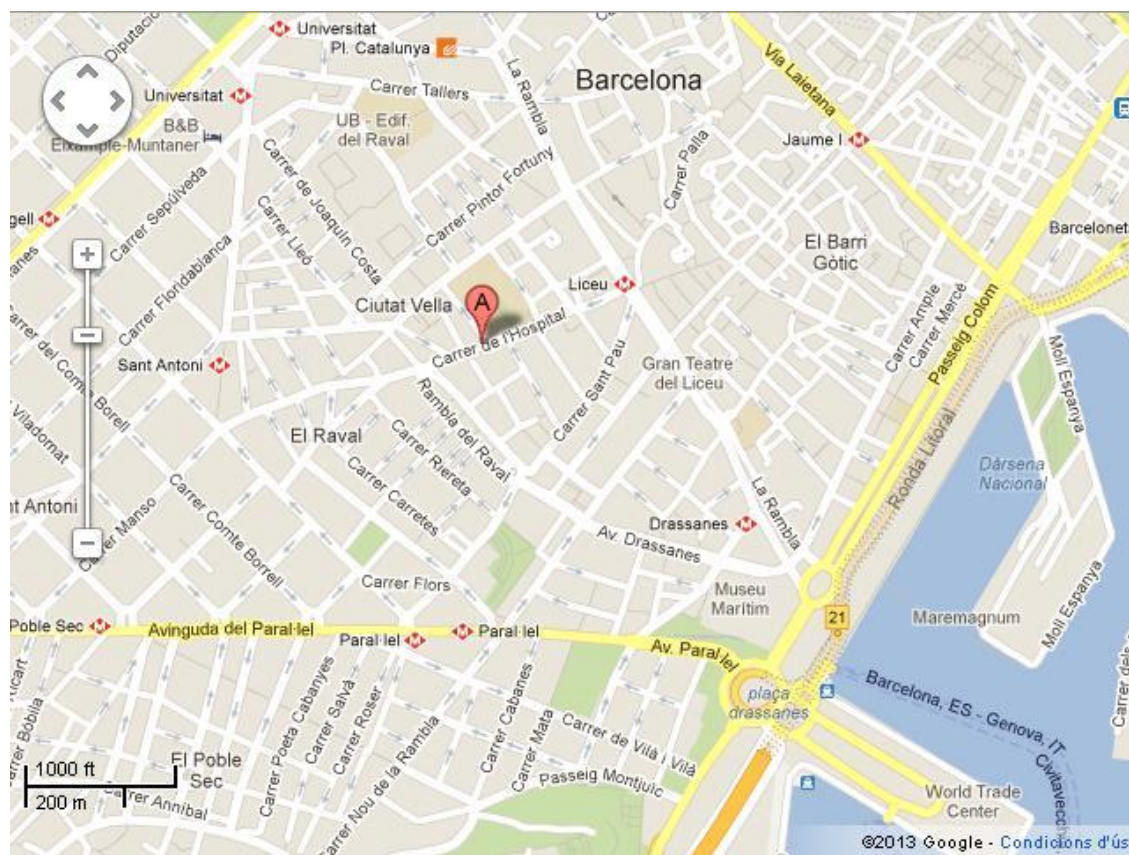 Diputació
Universitat
Pl. Catalunya
Barcelona
Via Laietana
La Rambla
Universitat
Carrer Tallers
B&B
Eixample-Muntaner
UB - Edif.
del Raval
Jaume I
Carrer Palla
Carrer Sepúlveda
Carrer de Joaquín Costa
Carrer Pintor Fortuny
gell
Barceloneta
anes
Carrer Floridablanca
Carrer Lleó
El Barri
Gòtic
Liceu
Ciutat Vella
A
Carrer de l'Hospital
Carrer Ample
Carrer Mercè
Passeig Colom
Moll Espanya
Sant Antoni
Carrer del Comte Borrell
Gran Teatre
del Liceu
Carrer Sant Pau
Rambla del Raval
Viladomat
El Raval
Carrer Riereta
Carrer Carretes
Ronda Litoral
Dàrsena
Nacional
nt Antoni
Carrer Manso
Carrer Comte Borrell
La Rambla
Drassanes
Av. Drassanes
Carrer Flors
Museu
Marítim
21
Maremagnum
Moll Espanya
Poble Sec
Avinguda del Paral·lel
Paral·lel
Paral·lel
Av. Paral·lel
Ricart
Carrer Bòbila
Carrer Poeta Cabanyes
Carrer Salvà
Carrer Roser
Carrer Nou de la Rambla
Carrer Cabanes
Carrer Mata
Carrer de Vilà i Vilà
plaça
drassanes
Barcelona, ES - Genova, IT
Carrer dels
El Poble
Sec
Passeig Montjuïc
Civitavecch
1000 ft
200 m
Carrer Anníbal
World Trade
Center
©2013 Google - Condicions d'ús